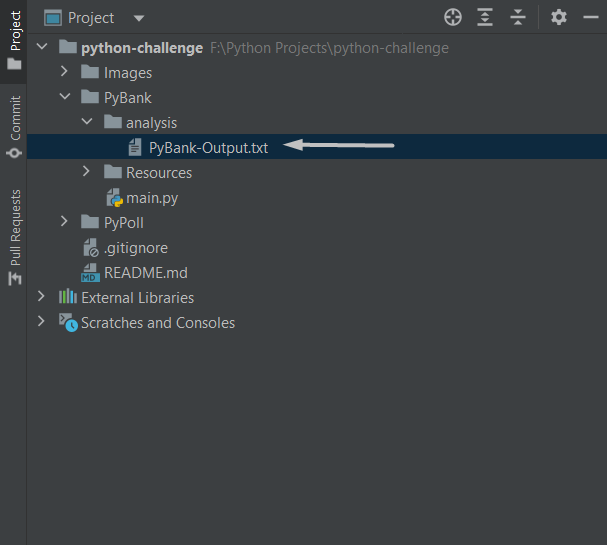 Project
Commit
Pull Requests
Project
python-challenge F:\Python Projects\python-challenge
Images
PyBank
analysis
PyBank-Output.txt
Resources
main.py
PyPoll
.gitignore
MD README.md
External Libraries
Scratches and Consoles